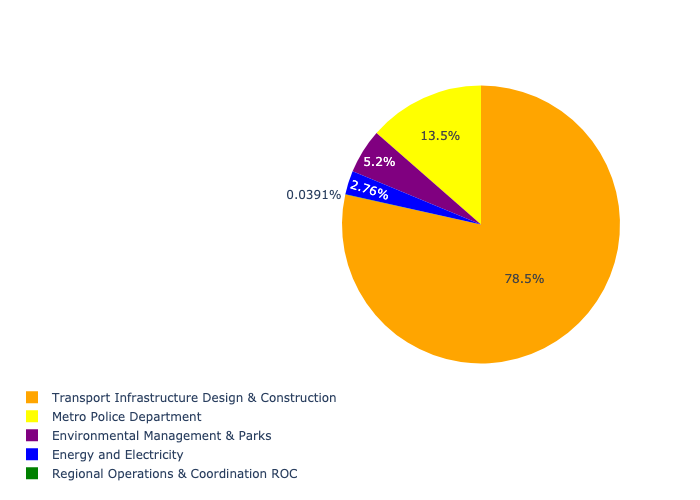 13.5%
5.2%
2.76%
0.0391%
78.5%
Transport Infrastructure Design & Construction
Metro Police Department
Environmental Management & Parks
Energy and Electricity
Regional Operations & Coordination ROC